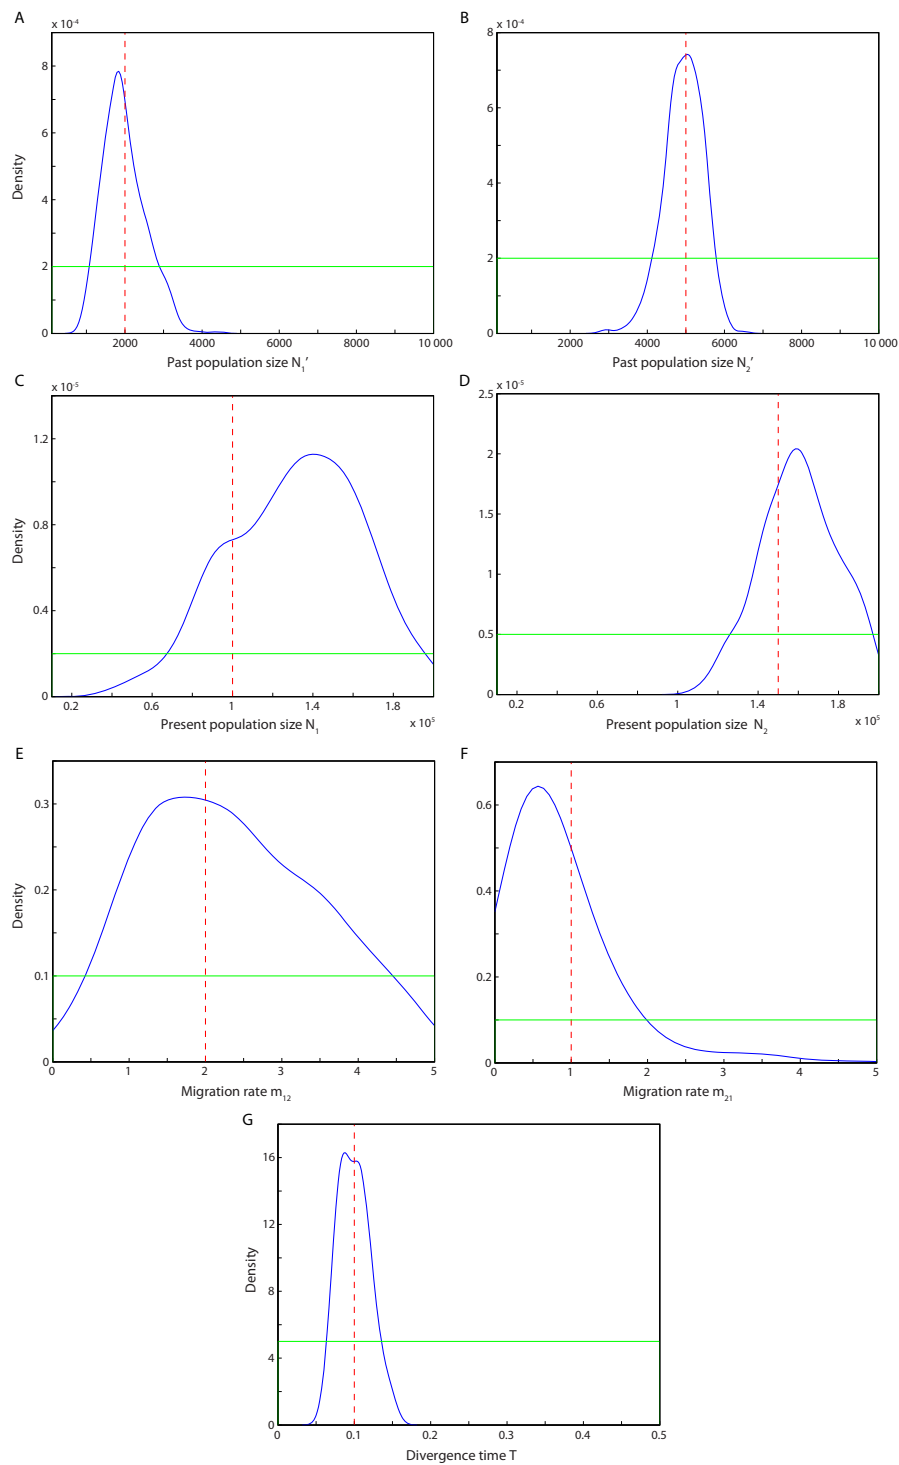 A
x 10-4
8
6
4
2
0
Density
2000
4000
6000
8000
10 000
Past population size N1′
B
x 10-4
8
6
4
2
0
2000
4000
6000
8000
10 000
Past population size N2′
C
x 10-5
1.2
0.8
0.4
0
Density
0.2
0.6
1
1.4
1.8
x 105
Present population size N1
D
x 10-5
2.5
2
1.5
1
0.5
0
0.2
0.6
1
1.4
1.8
x 105
Present population size N2
E
0.3
0.2
0.1
0
Density
0
1
2
3
4
5
Migration rate m12
F
0.6
0.4
0.2
0
0
1
2
3
4
5
Migration rate m21
G
16
12
8
4
0
Density
0
0.1
0.2
0.3
0.4
0.5
Divergence time T